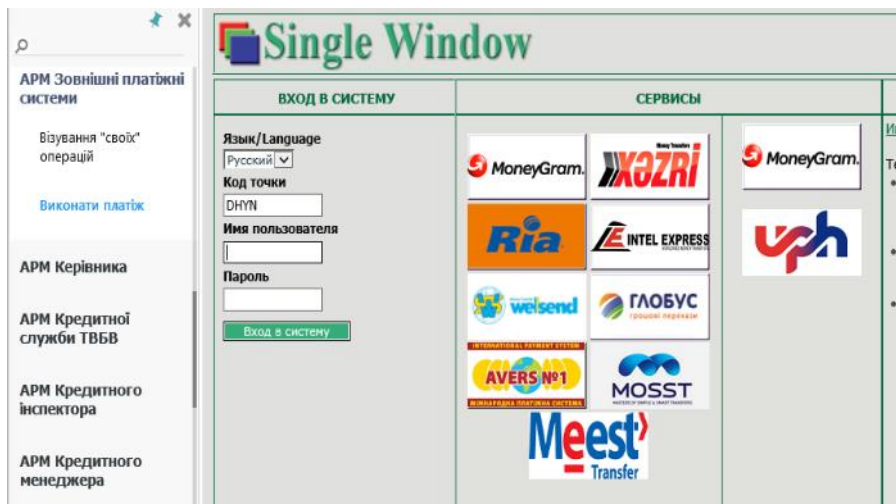 АРМ Зовнішні платіжні
системи
Візування "своїх"
операцій
Виконати платіж
АРМ Керівника
АРМ Кредитної
служби ТВБВ
АРМ Кредитного
інспектора
АРМ Кредитного
менеджера
Single Window
ВХОД В СИСТЕМУ
Язык/Language
Русский
Код точки
DHYN
Имя пользователя
Пароль
Вход в систему
СЕРВИСЫ
MoneyGram.
Money Transfers
XƏZRI
Ria
INTEL EXPRESS
welsend
ГЛОБУС
грошові перекази
INTERNATIONAL PAYMENT SYSTEM
AVERS №1
МІЖНАРОДНА ПЛАТІЖНА СИСТЕМА
MOSST
Meest
Transfer
MoneyGram.
uph